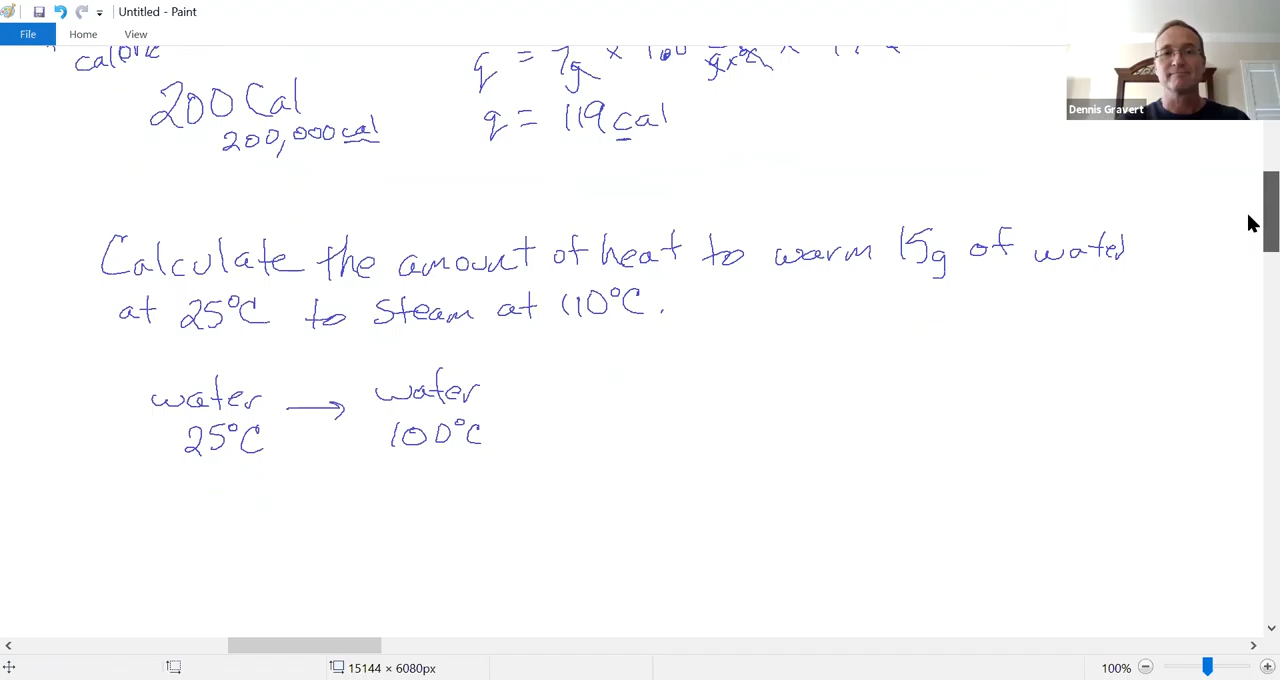 Untitled - Paint
File Home View
calorie
200 Cal
200,000 cal
q = 119 cal
Dennis Gravert
Calculate the amount of heat to warm 15g of water
at 25°C to steam at 110°C.
water → water
25°C 100°C
15144 × 6080px
100%